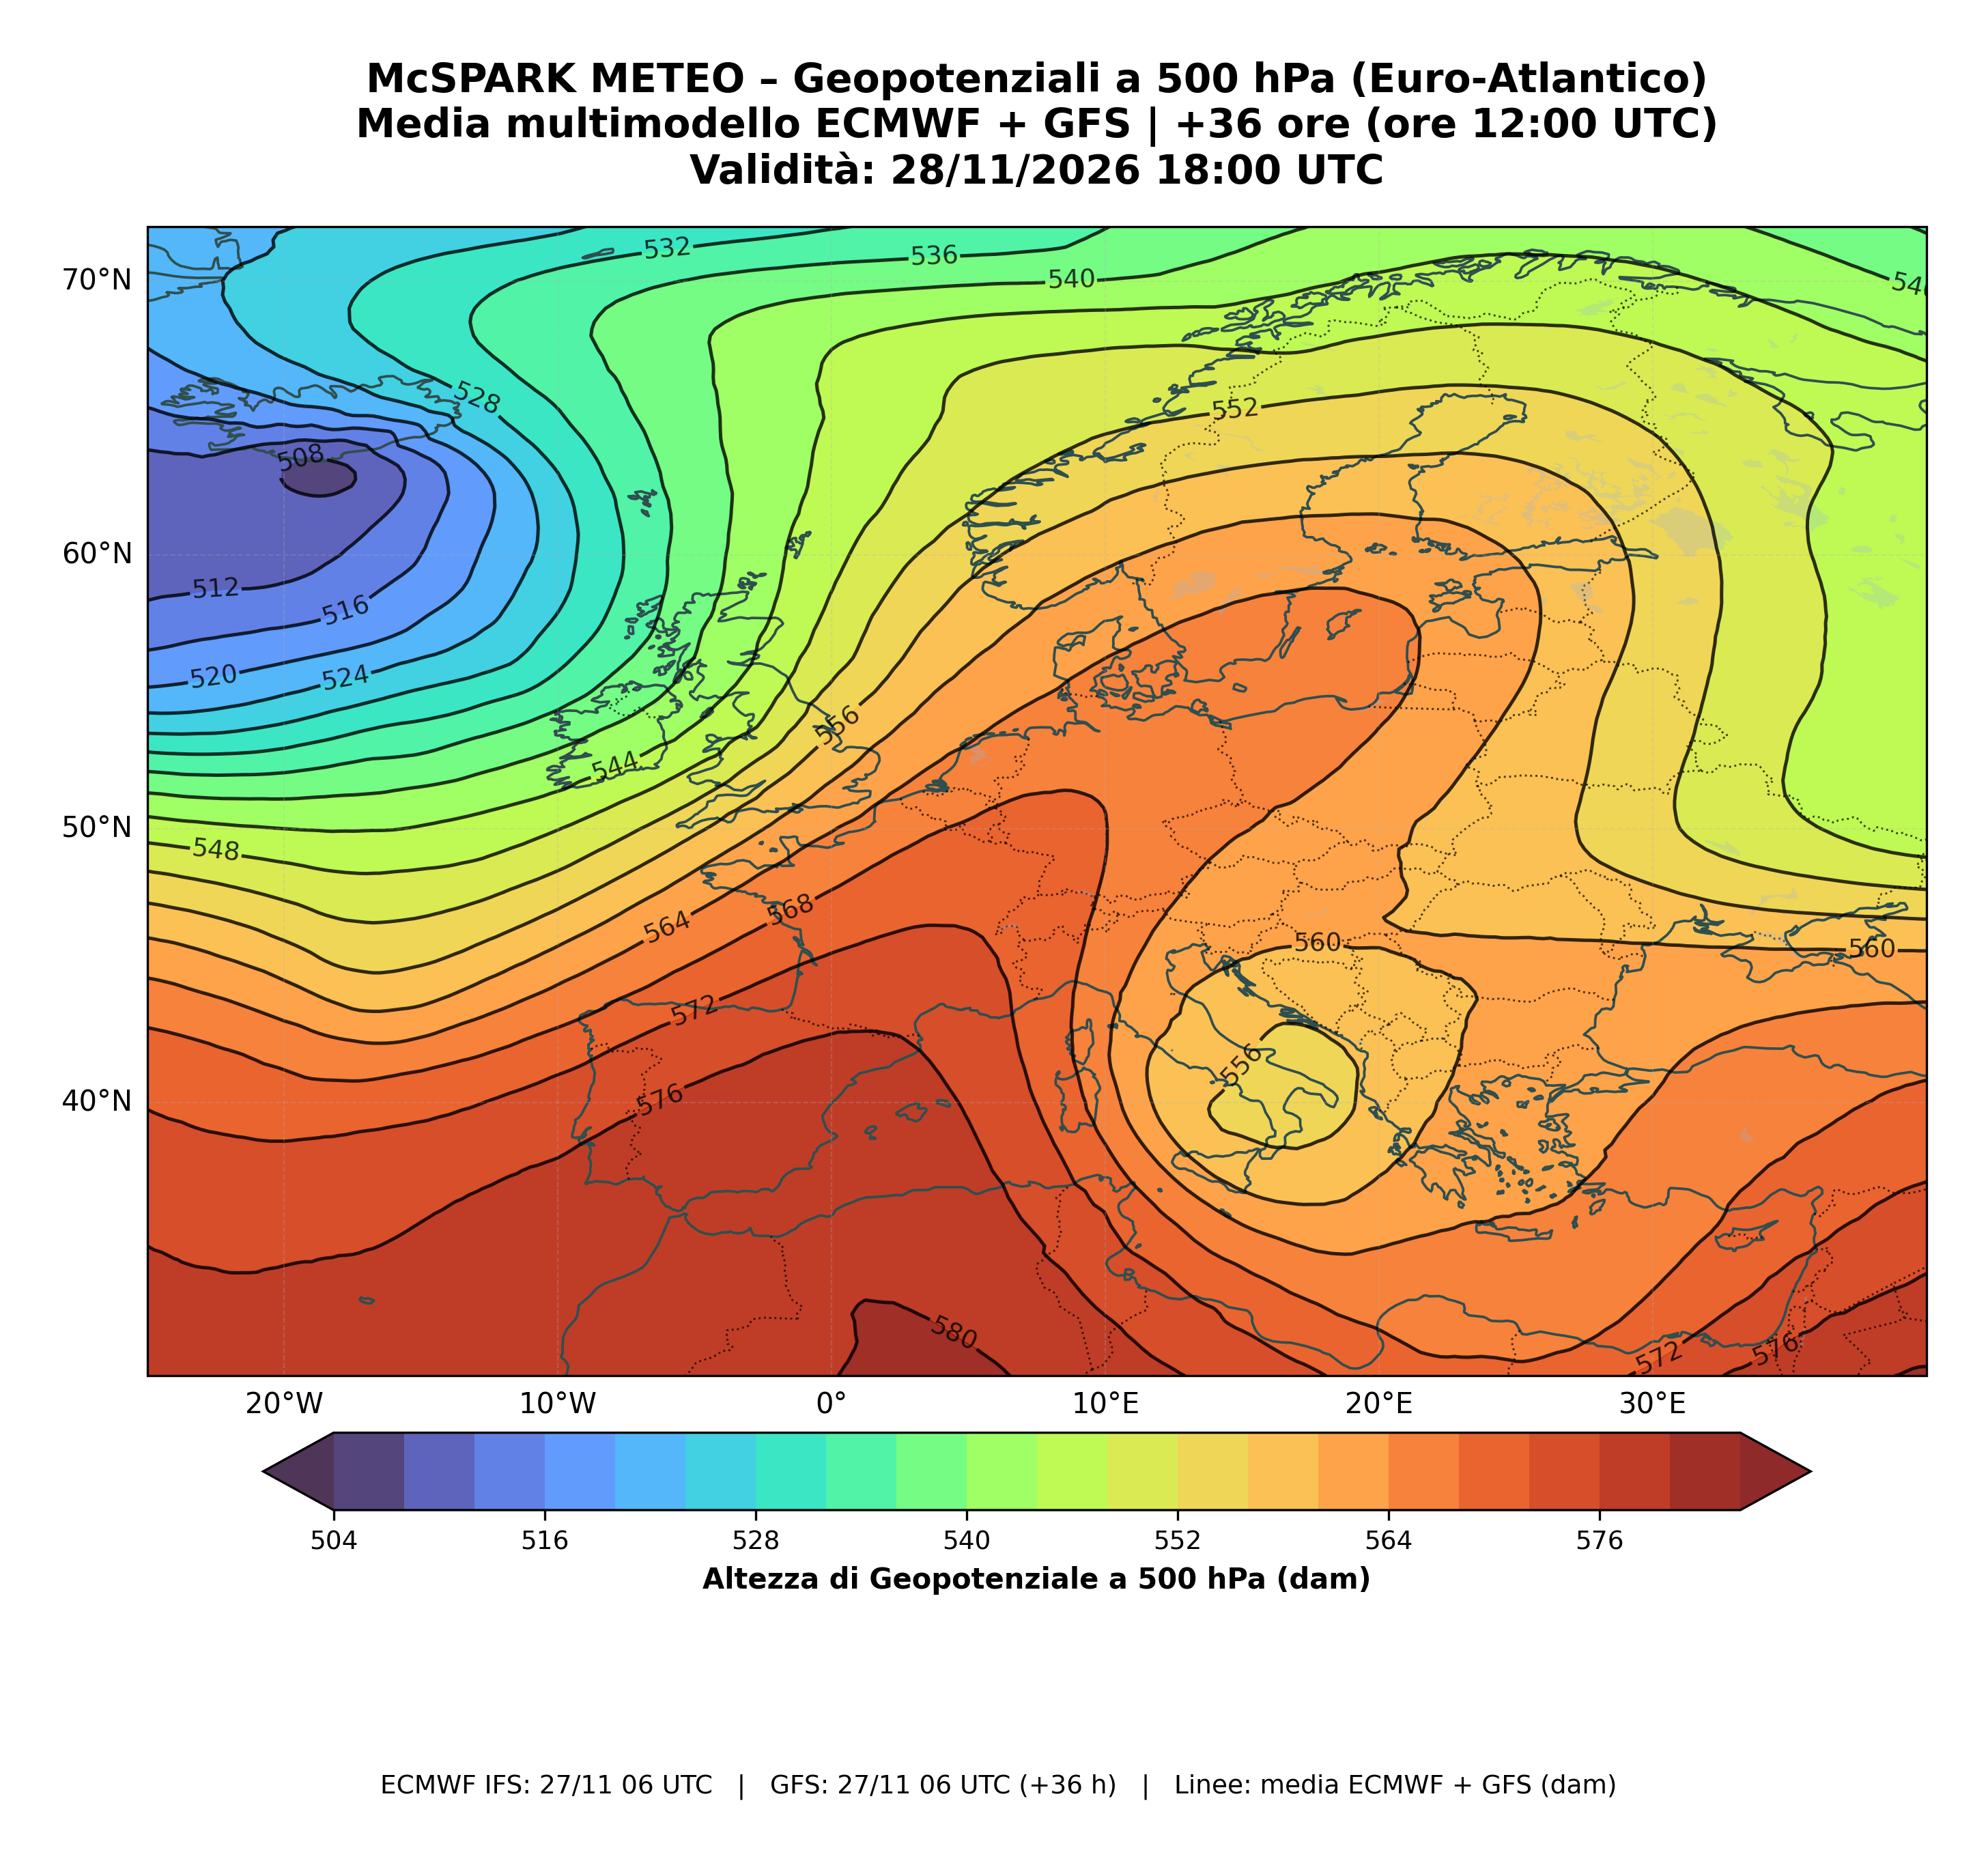 McSPARK METEO – Geopotenziali a 500 hPa (Euro-Atlantico)
Media multimodello ECMWF + GFS | +36 ore (ore 12:00 UTC)
Validità: 28/11/2026 18:00 UTC
532
536
540
540
70°N
528
552
508
60°N
512
516
520
524
556
544
50°N
548
568
564
560
560
572
556
576
40°N
580
572
576
20°W
10°W
0°
10°E
20°E
30°E
504
516
528
540
552
564
576
Altezza di Geopotenziale a 500 hPa (dam)
ECMWF IFS: 27/11 06 UTC | GFS: 27/11 06 UTC (+36 h) | Linee: media ECMWF + GFS (dam)